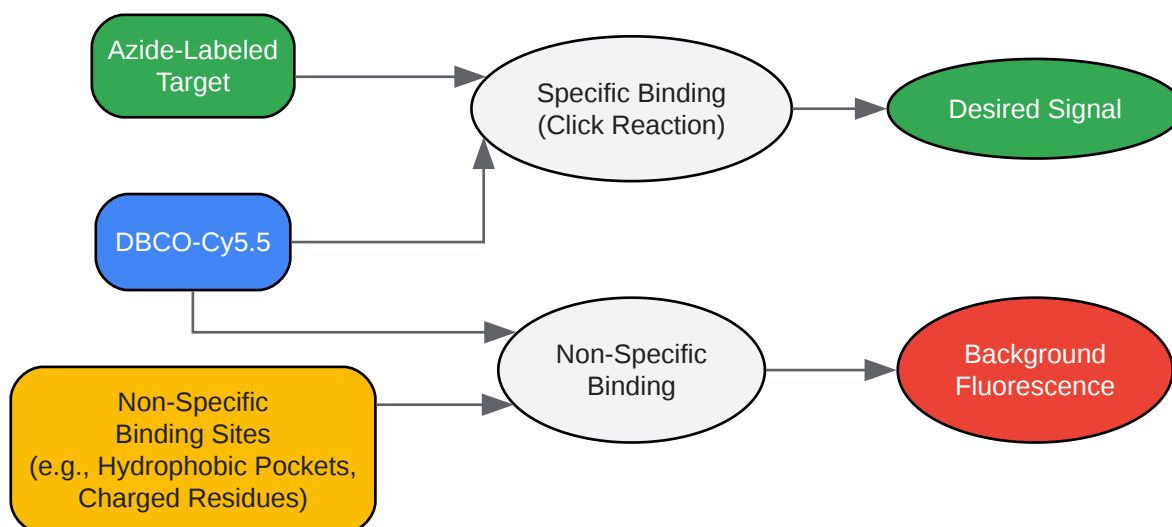 Azide-Labeled
Target
Specific Binding
(Click Reaction)
Desired Signal
DBCO-Cy5.5
Non-Specific
Binding
Background
Fluorescence
Non-Specific
Binding Sites
(e.g., Hydrophobic Pockets,
Charged Residues)